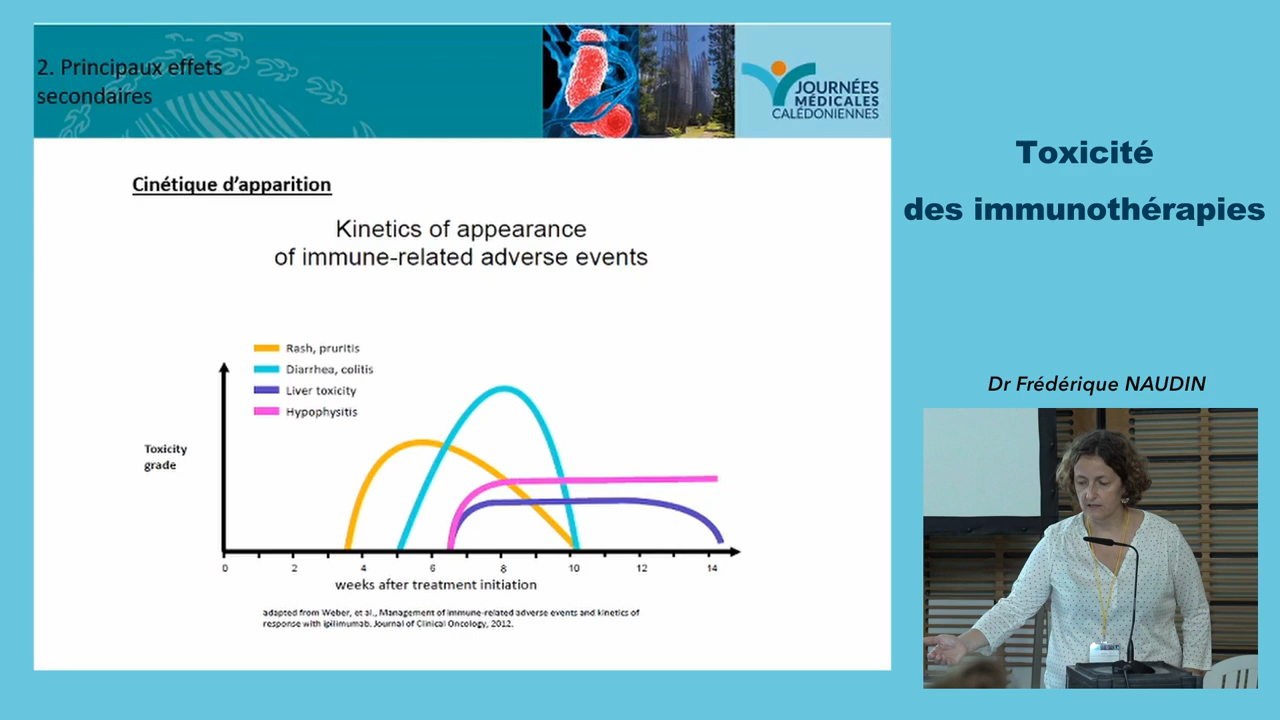 2. Principaux effets
secondaires
JOURNÉES
MÉDICALES
CALÉDONIENNES
Cinétique d'apparition
Kinetics of appearance
of immune-related adverse events
Rash, pruritis
Diarrhea, colitis
Liver toxicity
Hypophysitis
Toxicity
grade
0 2 4 6 8 10 12 14
weeks after treatment initiation
adapted from Weber, et al., Management of immune-related adverse events and kinetics of
response with ipilimumab. Journal of Clinical Oncology, 2012.
Toxicité
des immunothérapies
Dr Frédérique NAUDIN